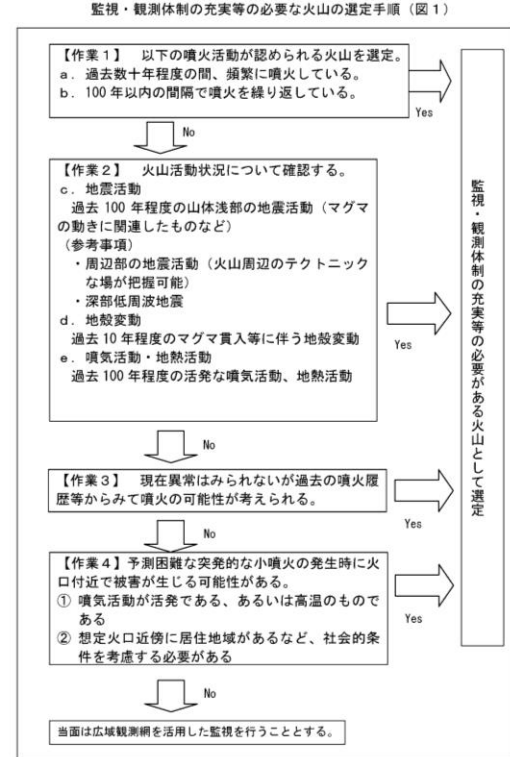 監視・観測体制の充実等の必要な火山の選定手順（図１）
【作業１】　以下の噴火活動が認められる火山を選定。
ａ．過去数十年程度の間、頻繁に噴火している。
ｂ．100 年以内の間隔で噴火を繰り返している。
Yes
No
【作業２】　火山活動状況について確認する。
ｃ．地震活動
過去 100 年程度の山体浅部の地震活動（マグマ
の動きに関連したものなど）
（参考事項）
・周辺部の地震活動（火山周辺のテクトニック
な場が把握可能）
・深部低周波地震
ｄ．地殻変動
過去 10 年程度のマグマ貫入等に伴う地殻変動
ｅ．噴気活動・地熱活動
過去 100 年程度の活発な噴気活動、地熱活動
Yes
No
【作業３】　現在異常はみられないが過去の噴火履
歴等からみて噴火の可能性が考えられる。
Yes
No
【作業４】予測困難な突発的な小噴火の発生時に火
口付近で被害が生じる可能性がある。
① 噴気活動が活発である、あるいは高温のもので
ある
② 想定火口近傍に居住地域があるなど、社会的条
件を考慮する必要がある
Yes
No
当面は広域観測網を活用した監視を行うこととする。
監視・観測体制の充実等の必要がある火山として選定